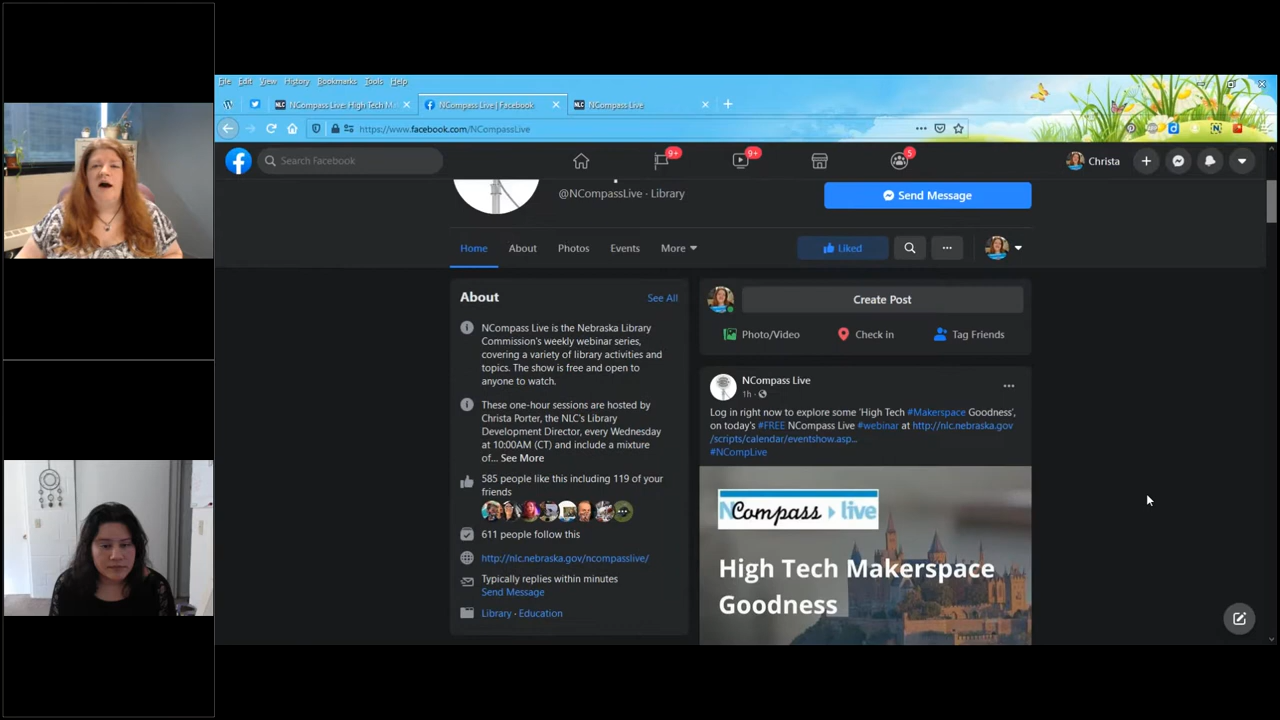 File Edit View History Bookmarks Tools Help
NCompass Live: High Tech M
NCompass Live | Facebook
NCompass Live
https://www.facebook.com/NCompassLive
Search Facebook
9+
9+
5
Christa
@NCompassLive · Library
Send Message
Home
About
Photos
Events
More
Liked
About
See All
NCompass Live is the Nebraska Library
Commission's weekly webinar series,
covering a variety of library activities and
topics. The show is free and open to
anyone to watch.
These one-hour sessions are hosted by
Christa Porter, the NLC's Library
Development Director, every Wednesday
at 10:00AM (CT) and include a mixture
of... See More
585 people like this including 119 of your
friends
611 people follow this
http://nlc.nebraska.gov/ncompasslive/
Typically replies within minutes
Send Message
Library · Education
Create Post
Photo/Video
Check in
Tag Friends
NCompass Live
1h
Log in right now to explore some 'High Tech #Makerspace Goodness',
on today's #FREE NCompass Live #webinar at http://nlc.nebraska.gov
/scripts/calendar/eventshow.asp...
#NCompLive
NCompass live
High Tech Makerspace
Goodness